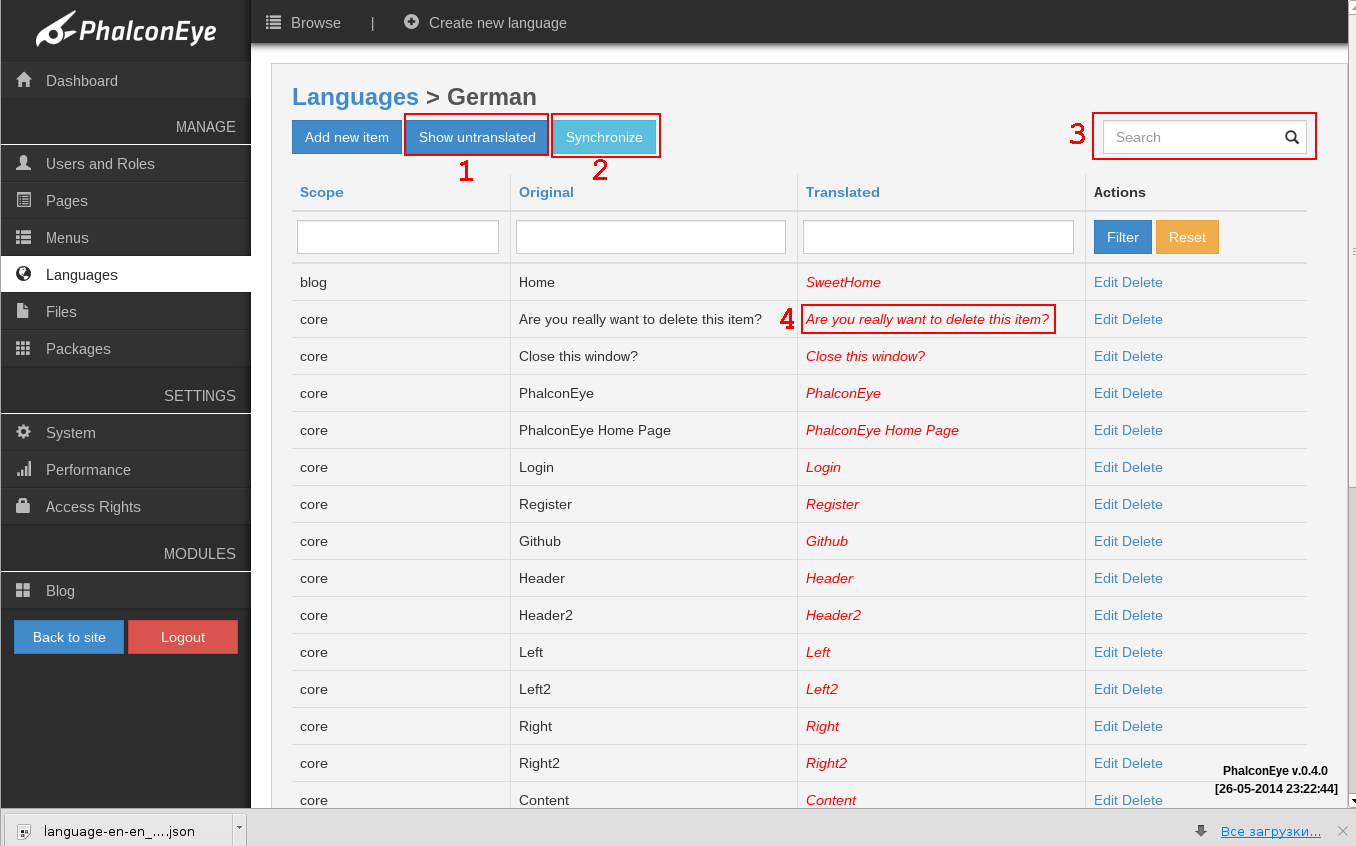 PhalconEye
Browse | Create new language
Dashboard
MANAGE
Users and Roles
Pages
Menus
Languages
Files
Packages
SETTINGS
System
Performance
Access Rights
MODULES
Blog
Back to site Logout
Languages > German
Add new item Show untranslated Synchronize Search
1 2 3
Scope Original Translated Actions
Filter Reset
blog Home SweetHome Edit Delete
core Are you really want to delete this item? 4 Are you really want to delete this item? Edit Delete
core Close this window? Close this window? Edit Delete
core PhalconEye PhalconEye Edit Delete
core PhalconEye Home Page PhalconEye Home Page Edit Delete
core Login Login Edit Delete
core Register Register Edit Delete
core Github Github Edit Delete
core Header Header Edit Delete
core Header2 Header2 Edit Delete
core Left Left Edit Delete
core Left2 Left2 Edit Delete
core Right Right Edit Delete
core Right2 Right2 Edit Delete
core Content Content Edit Delete
PhalconEye v.0.4.0
[26-05-2014 23:22:44]
language-en-en_....json Все загрузки...